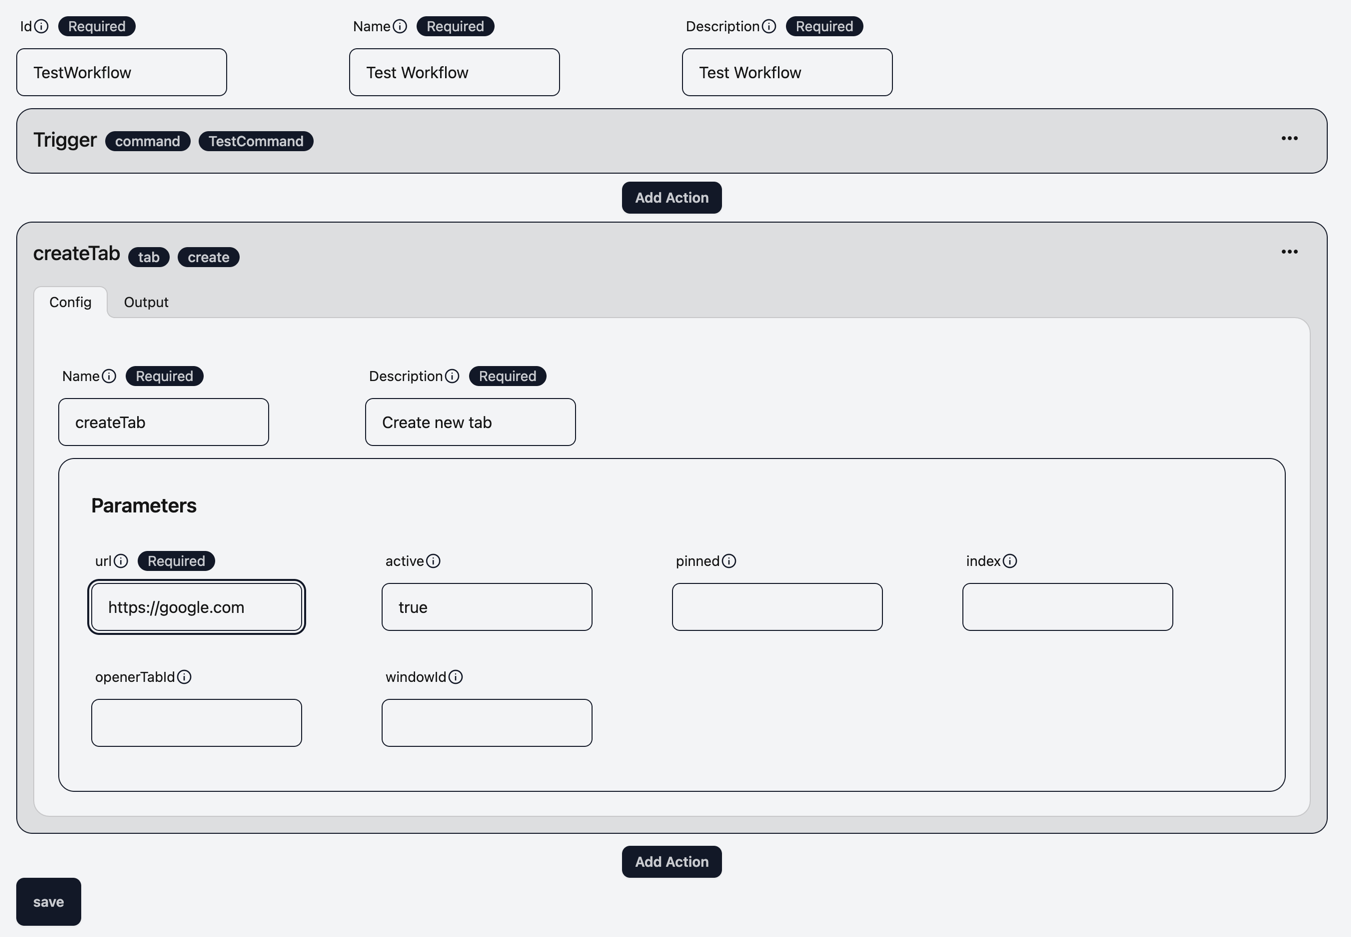 Id Required Name Required Description Required
TestWorkflow Test Workflow Test Workflow
Trigger command TestCommand
Add Action
createTab tab create
Config Output
Name Required Description Required
createTab Create new tab
Parameters
url Required active pinned index
https://google.com true
openerTabId windowId
Add Action
save